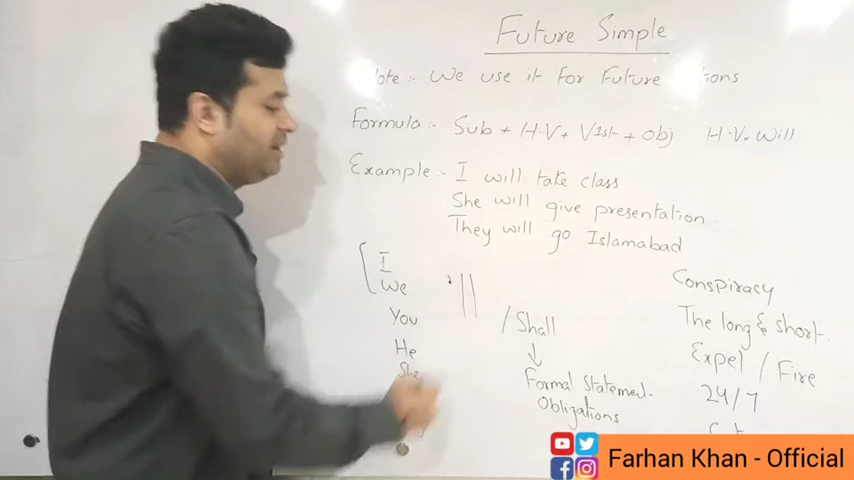 Future Simple
Note :- We use it for Future
Formula :- Sub + H.V + V1st + Obj H.V = Will
Example :- I will take class.
She will give presentation.
They will go Islamabad
I
We
You
He
She
/ Shall
Formal Statement
Obligations
Conspiracy
The long & short.
Expel / Fire
24/7
Farhan Khan - Official